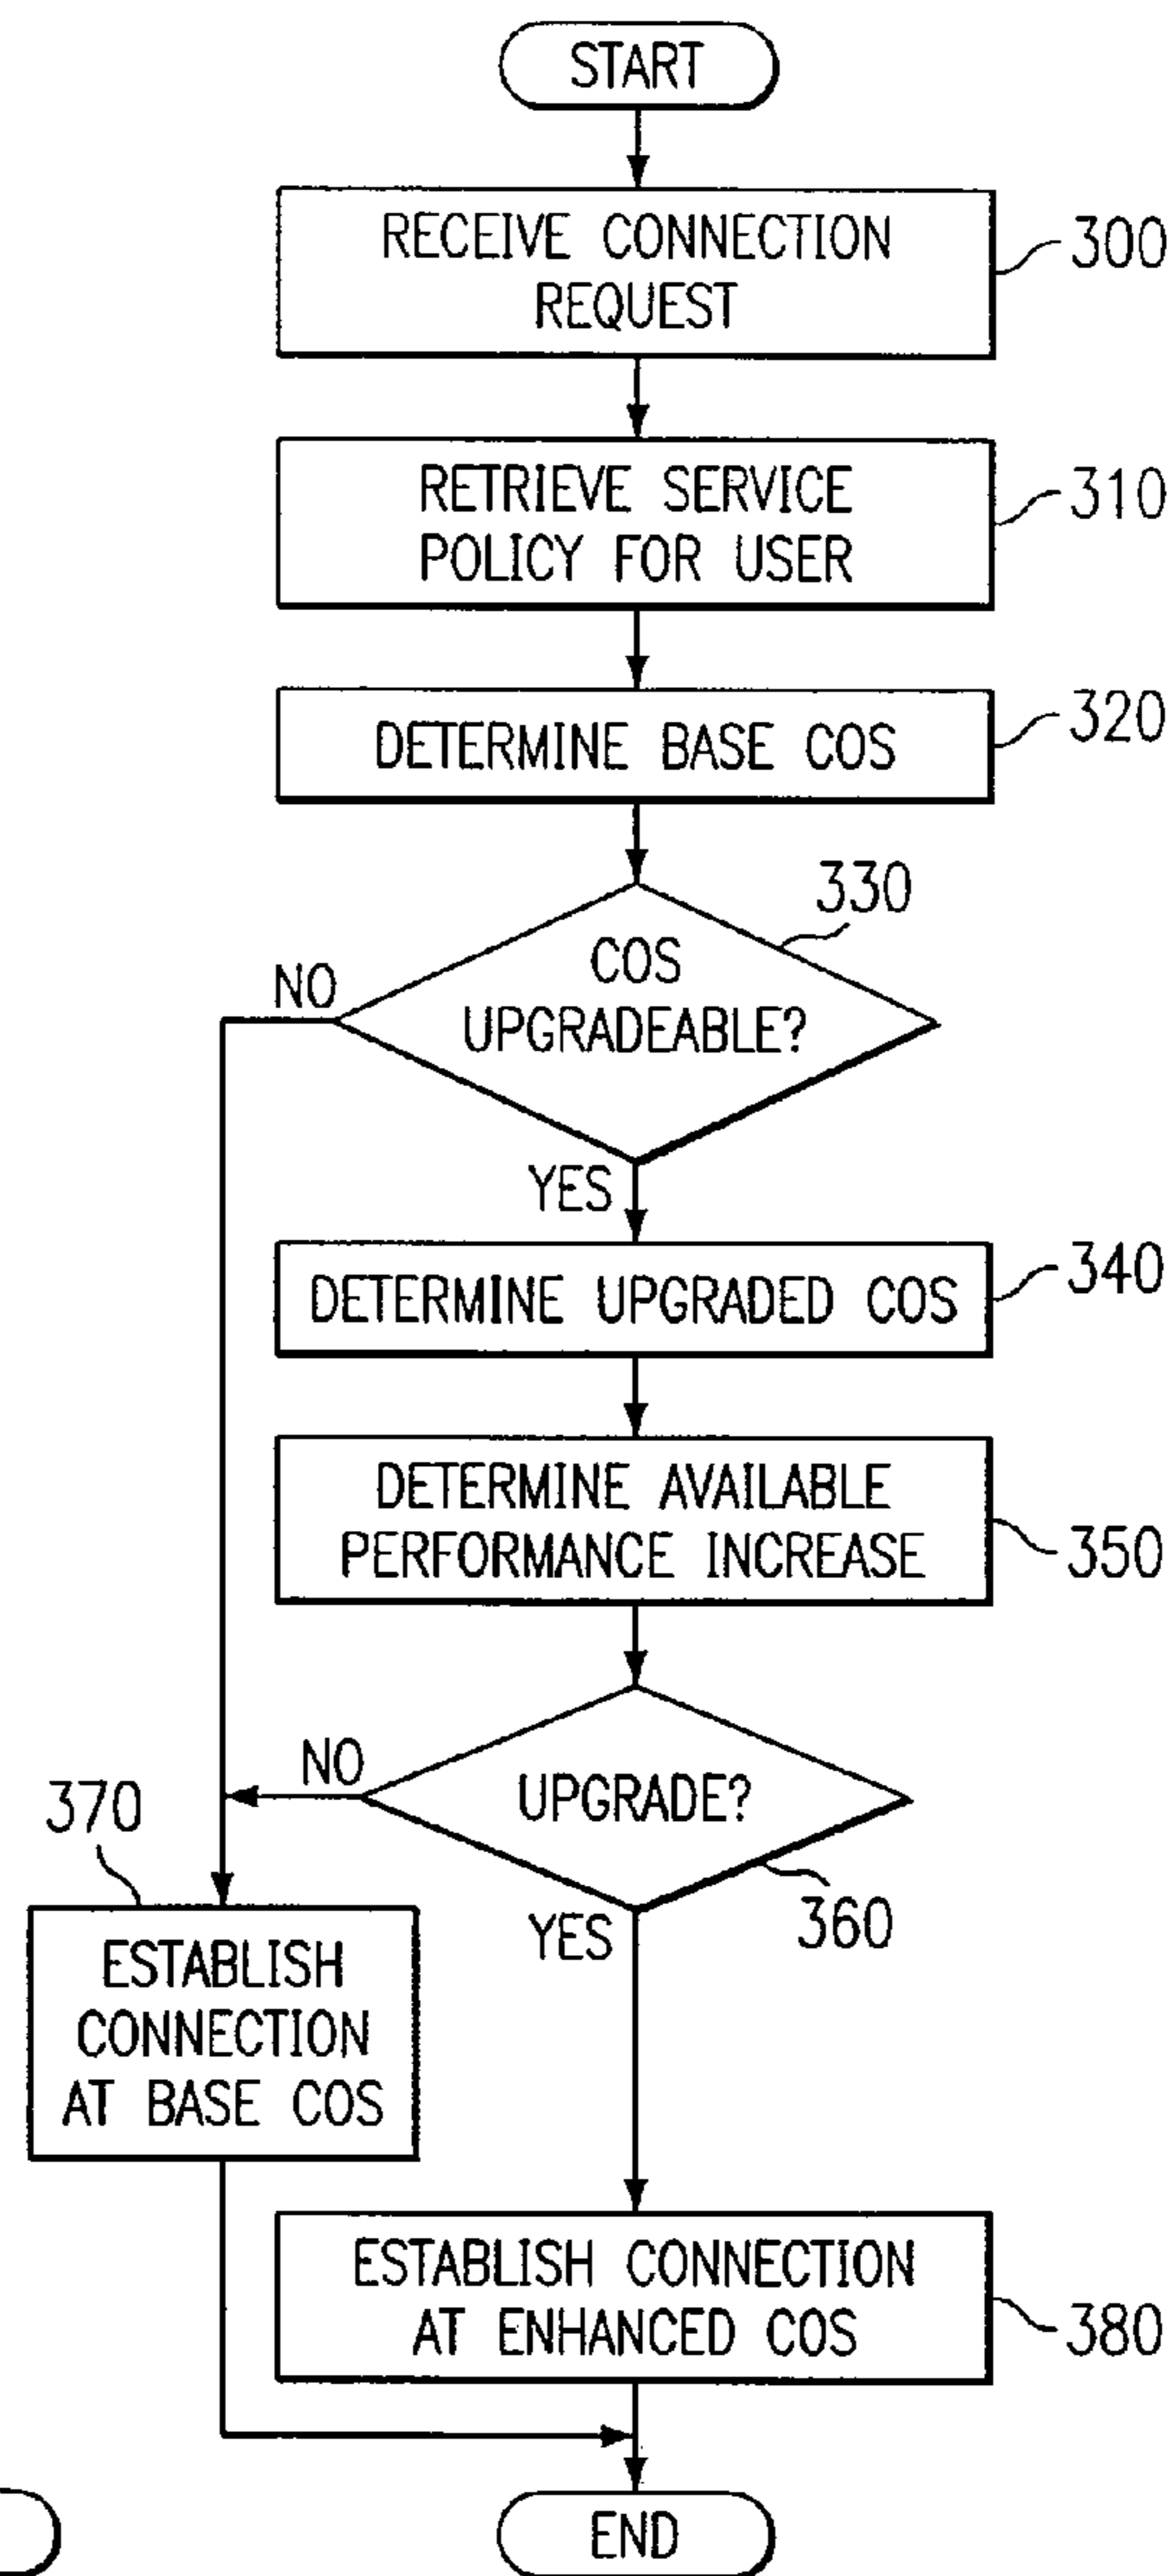 START
RECEIVE CONNECTION
REQUEST
300
RETRIEVE SERVICE
POLICY FOR USER
310
DETERMINE BASE COS
320
330
COS
UPGRADEABLE?
NO
YES
DETERMINE UPGRADED COS
340
DETERMINE AVAILABLE
PERFORMANCE INCREASE
350
UPGRADE?
NO
360
YES
370
ESTABLISH
CONNECTION
AT BASE COS
ESTABLISH CONNECTION
AT ENHANCED COS
380
END